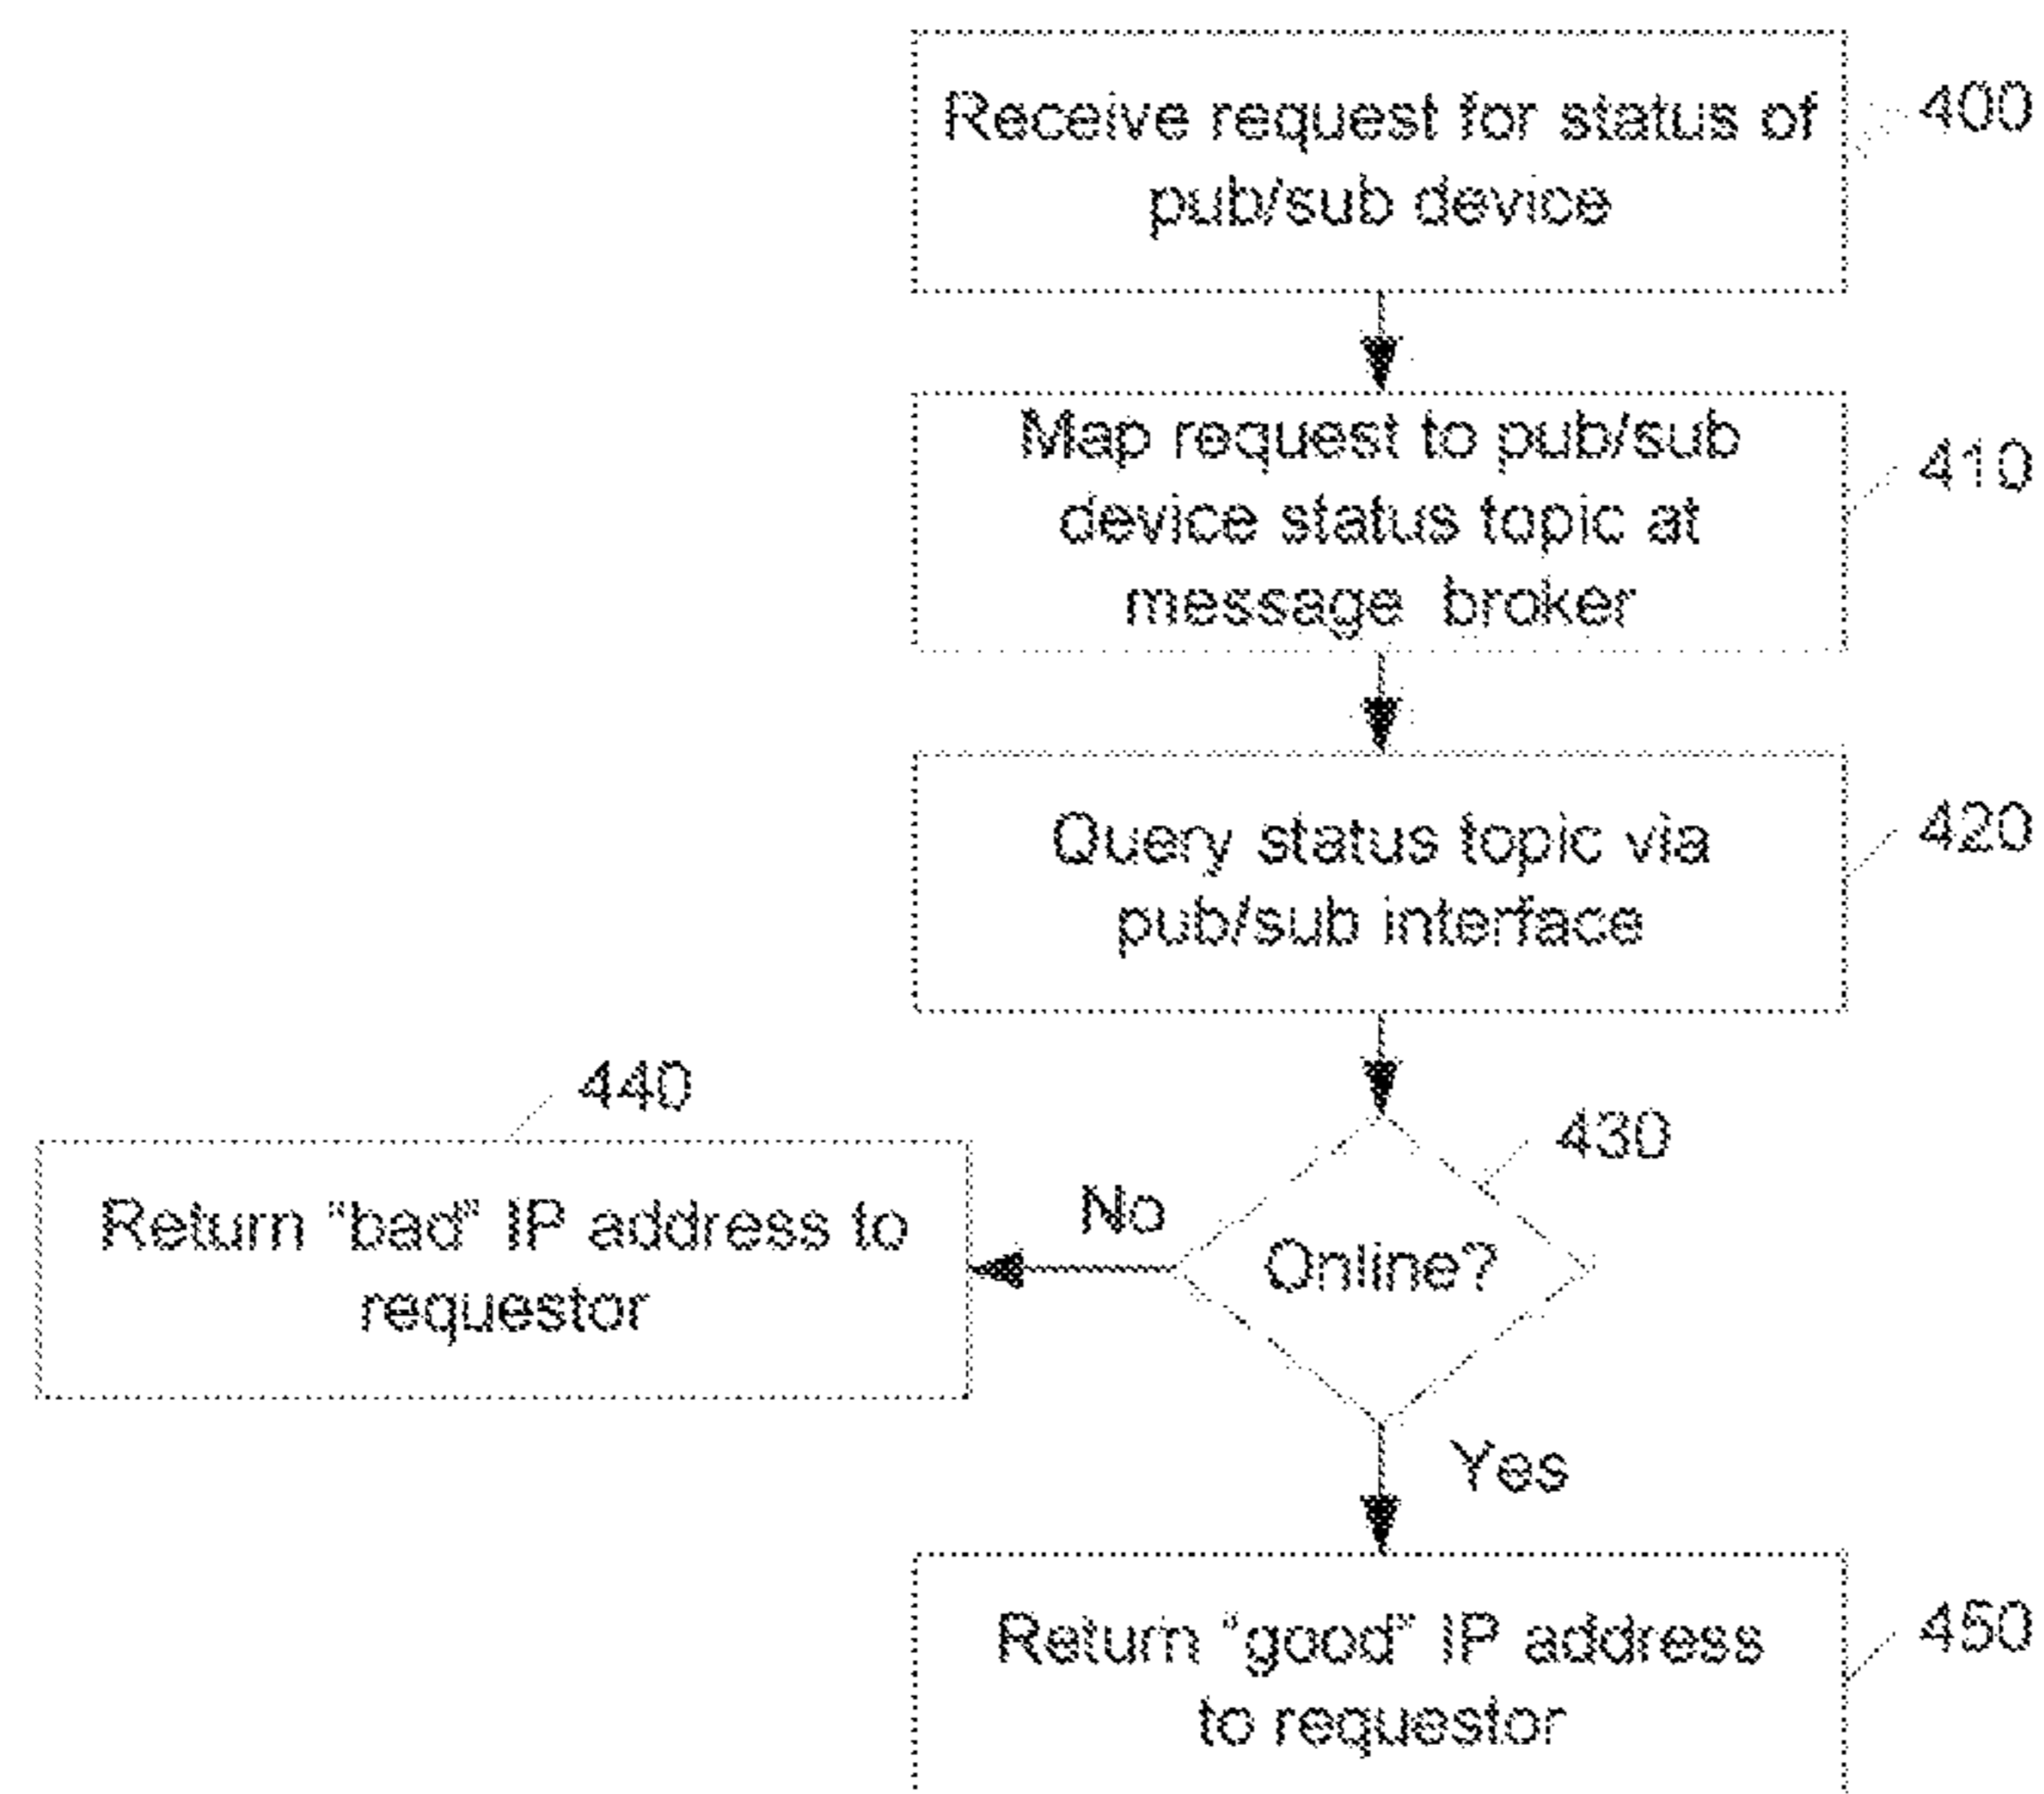 Receive request for status of
pub/sub device
400
Map request to pub/sub
device status topic at
message broker
410
Query status topic via
pub/sub interface
420
440
430
Return “bad” IP address to
requestor
No
Online?
Yes
Return “good” IP address
to requestor
450